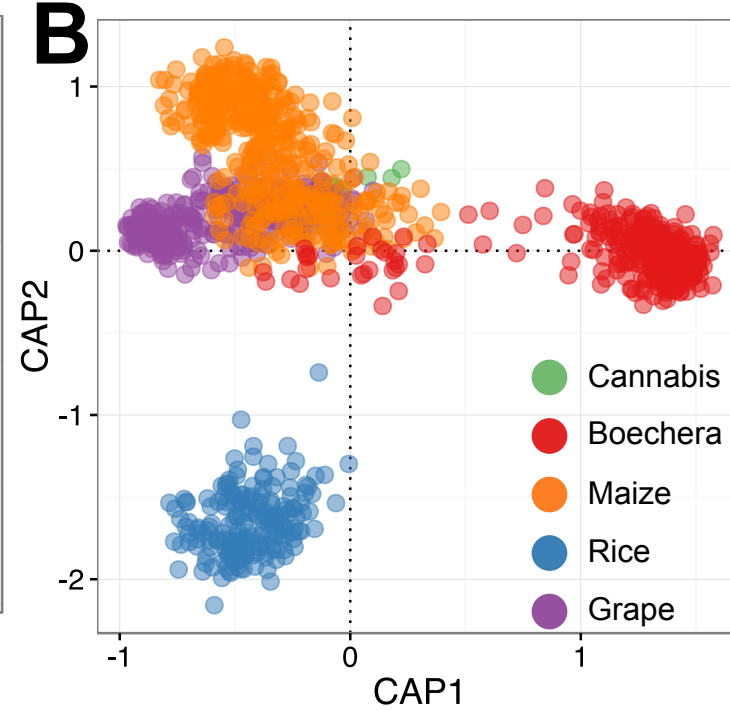 B
1
0
-1
-2
CAP2
Cannabis
Boechera
Maize
Rice
Grape
-1 0 1
CAP1